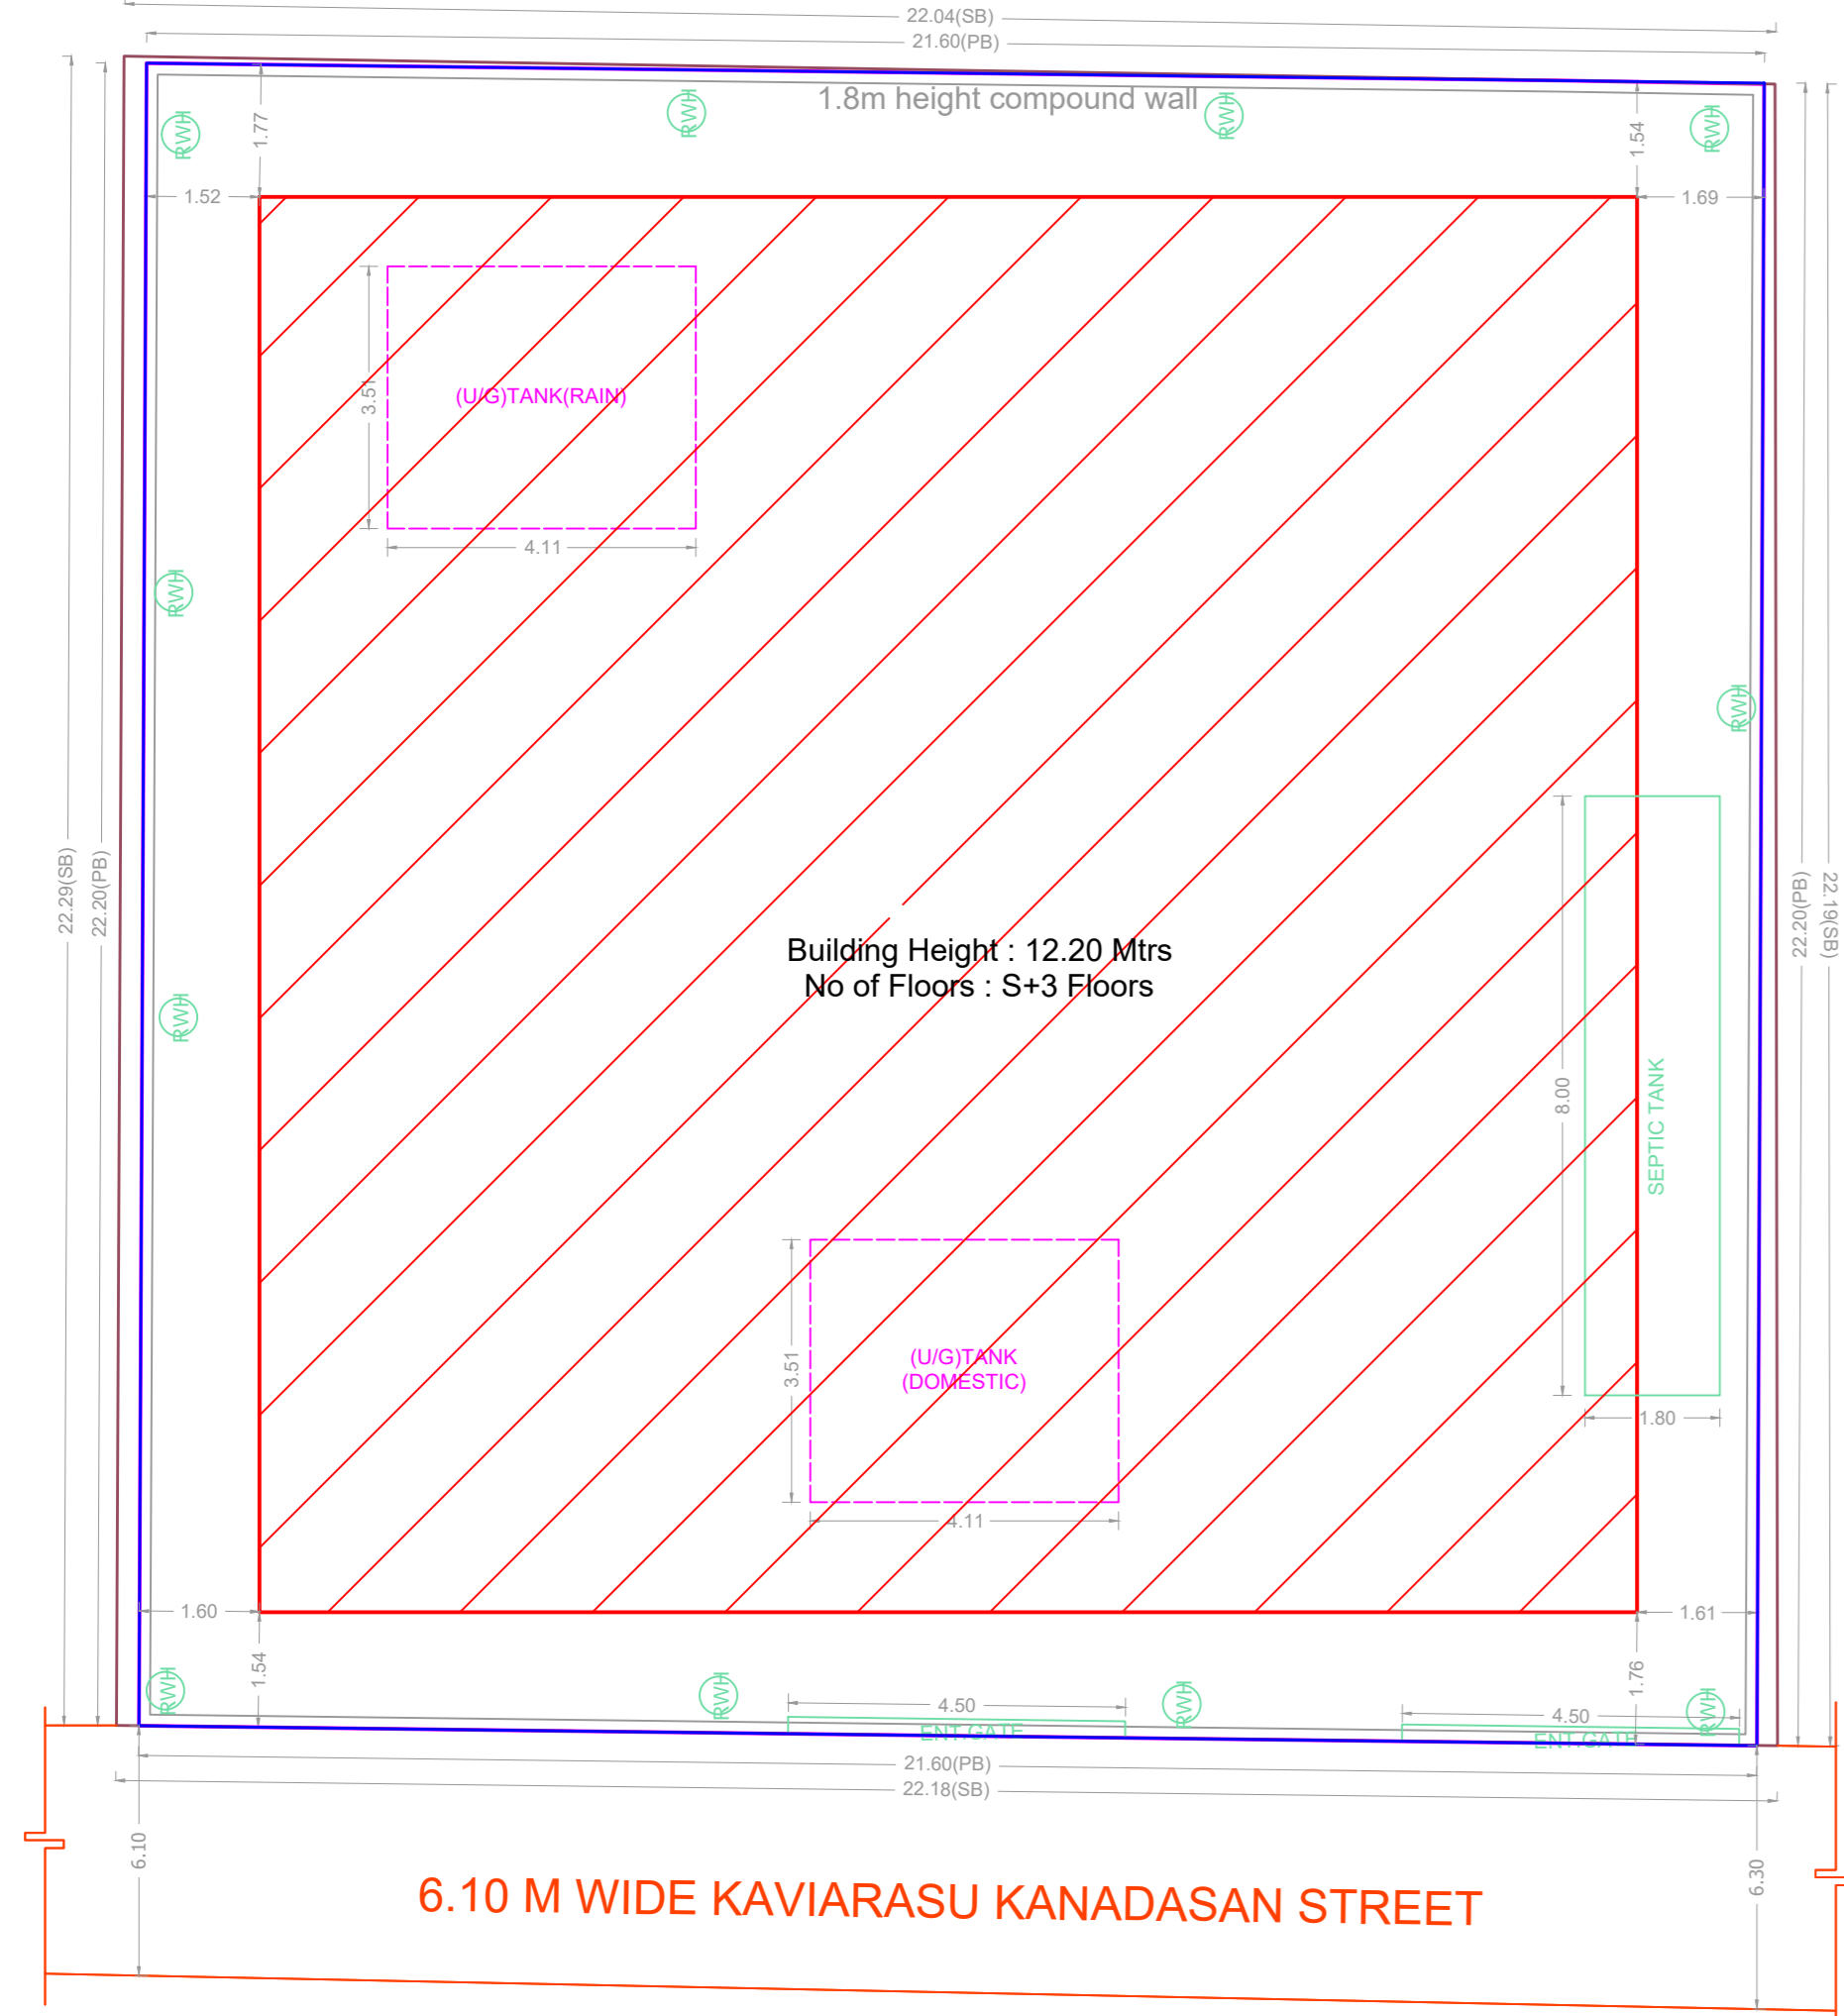 22.04(SB)
21.60(PB)
1.8m height compound wall
RWH
RWH
RWH
RWH
1.77
1.54
1.52
1.69
3.51
(U/G)TANK(RAIN)
4.11
RWH
RWH
22.29(SB)
22.20(PB)
22.20(PB)
22.19(SB)
Building Height : 12.20 Mtrs
No of Floors : S+3 Floors
RWH
8.00
SEPTIC TANK
1.80
3.51
(U/G)TANK
(DOMESTIC)
4.11
1.60
1.61
1.54
1.76
RWH
RWH
RWH
RWH
4.50
ENT.GATE
4.50
ENT.GATE
21.60(PB)
22.18(SB)
6.10
6.30
6.10 M WIDE KAVIARASU KANADASAN STREET